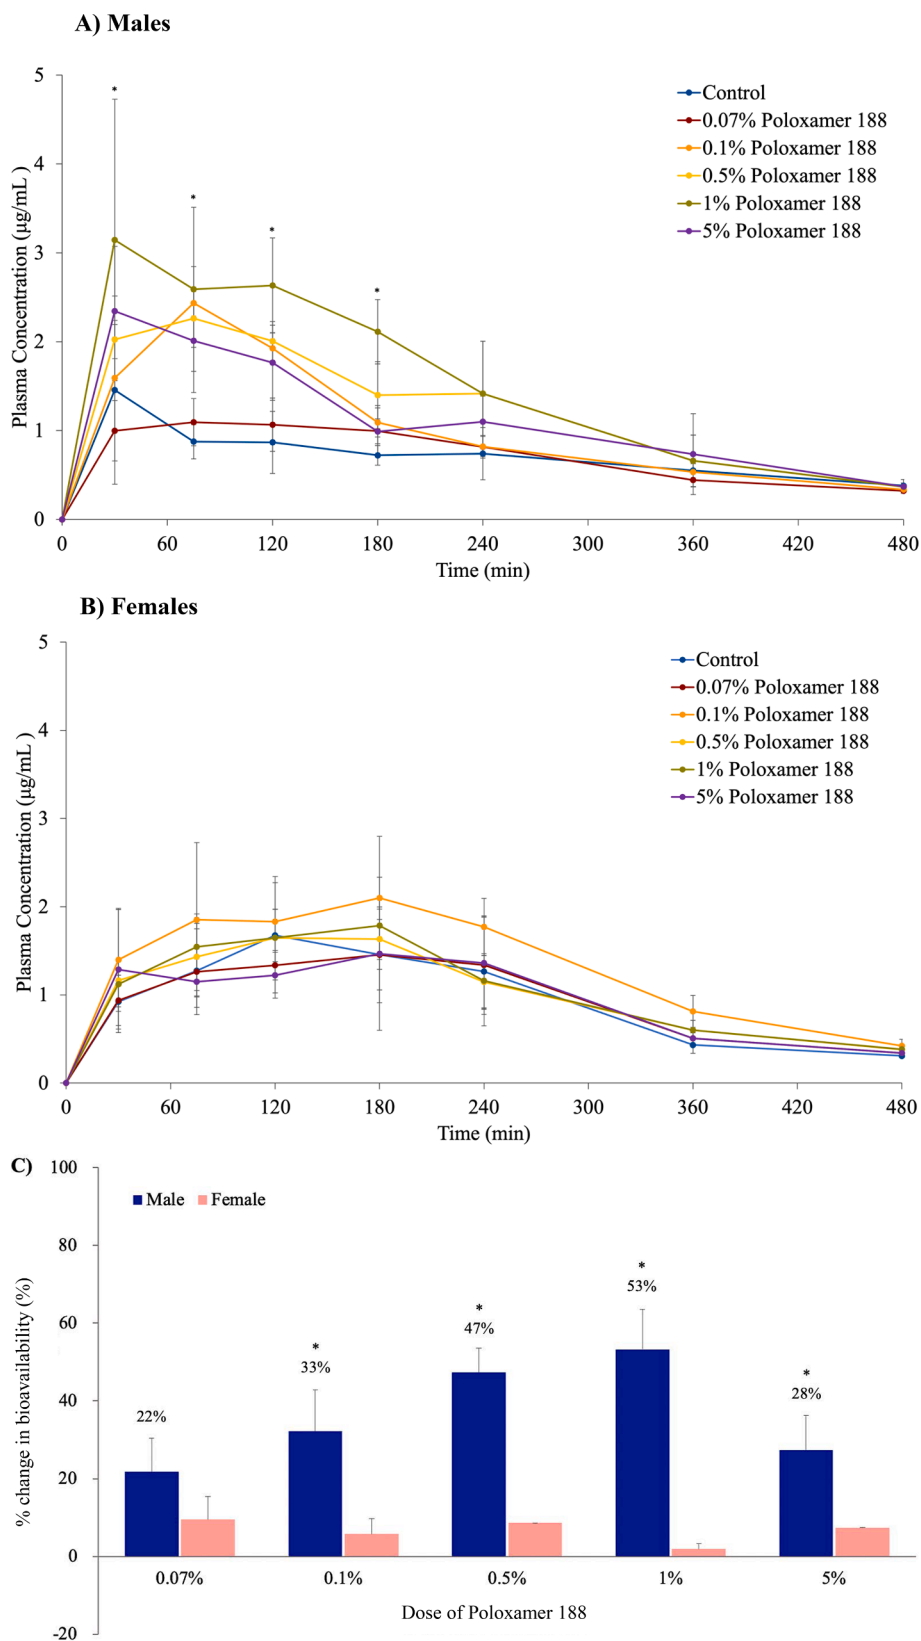 A) Males
5
4
3
2
1
0
Plasma Concentration (µg/mL )
*
*
*
*
Control
0.07% Poloxamer 188
0.1% Poloxamer 188
0.5% Poloxamer 188
1% Poloxamer 188
5% Poloxamer 188
0 60 120 180 240 300 360 420 480
Time (min)
B) Females
5
4
3
2
1
0
Plasma Concentration (µg/mL )
Control
0.07% Poloxamer 188
0.1% Poloxamer 188
0.5% Poloxamer 188
1% Poloxamer 188
5% Poloxamer 188
0 60 120 180 240 300 360 420 480
Time (min)
C)
100
80
60
40
20
0
-20
% change in bioavailability (%)
Male Female
22%
*
33%
*
47%
*
53%
*
28%
0.07% 0.1% 0.5% 1% 5%
Dose of Poloxamer 188